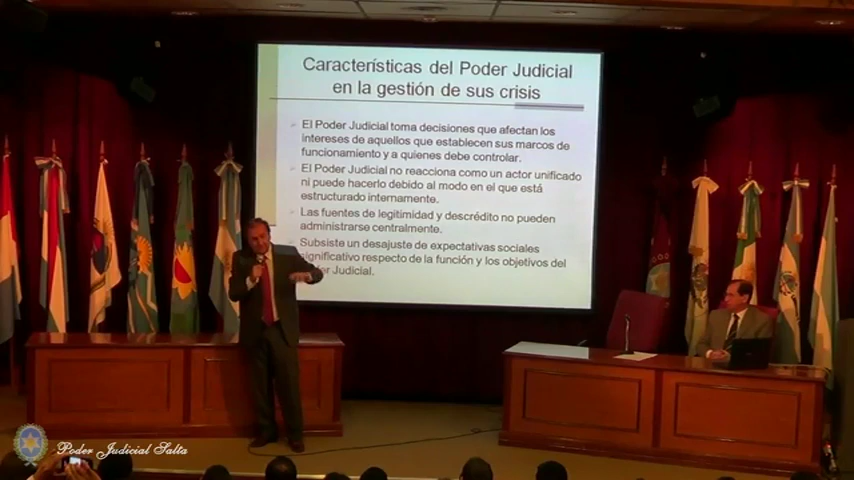 Características del Poder Judicial
en la gestión de sus crisis
El Poder Judicial toma decisiones que afectan los
intereses de aquellos que establecen sus marcos de
funcionamiento y a quienes debe controlar.
El Poder Judicial no reacciona como un actor unificado
ni puede hacerlo debido al modo en el que está
estructurado internamente.
Las fuentes de legitimidad y descrédito no pueden
administrarse centralmente.
Subsiste un desajuste de expectativas sociales
significativo respecto de la función y los objetivos del
Judicial.
Poder Judicial Salta